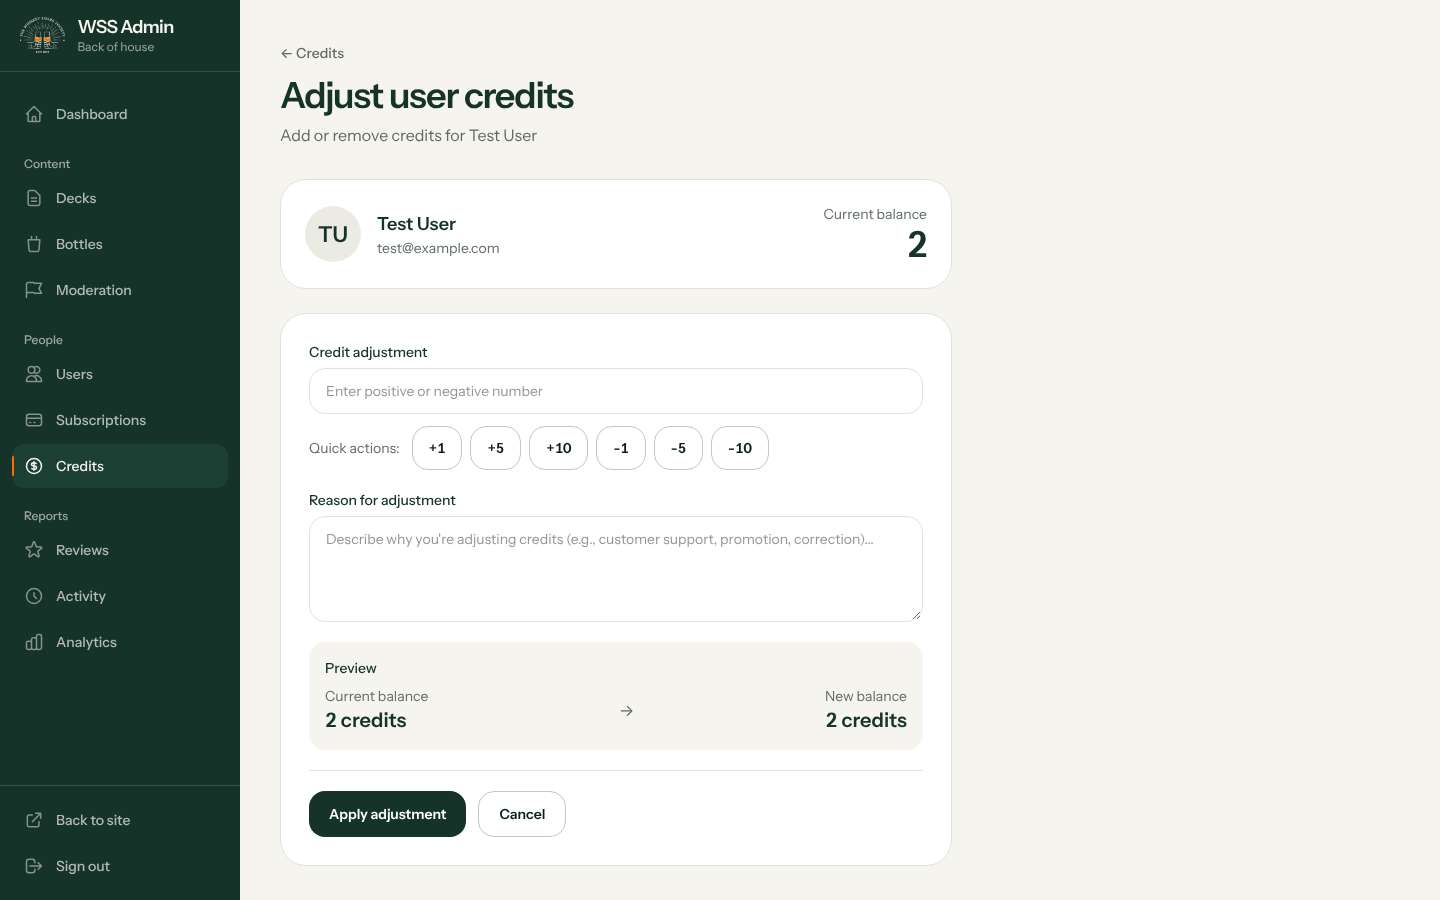 WSS Admin
Back of house
Dashboard
Content
Decks
Bottles
Moderation
People
Users
Subscriptions
Credits
Reports
Reviews
Activity
Analytics
Back to site
Sign out
← Credits
Adjust user credits
Add or remove credits for Test User
TU
Test User
test@example.com
Current balance
2
Credit adjustment
Enter positive or negative number
Quick actions: +1 +5 +10 -1 -5 -10
Reason for adjustment
Describe why you're adjusting credits (e.g., customer support, promotion, correction)...
Preview
Current balance → New balance
2 credits 2 credits
Apply adjustment Cancel